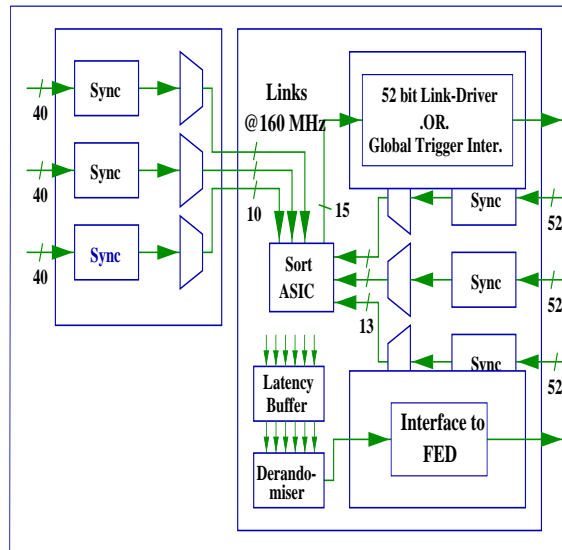 Sync
40
Sync
40
10
Sync
40
Links
@160 MHz
15
52 bit Link-Driver
.OR.
Global Trigger Inter.
Sync
52
Sort
ASIC
Sync
52
13
Sync
52
Latency
Buffer
Derando-
miser
Interface to
FED